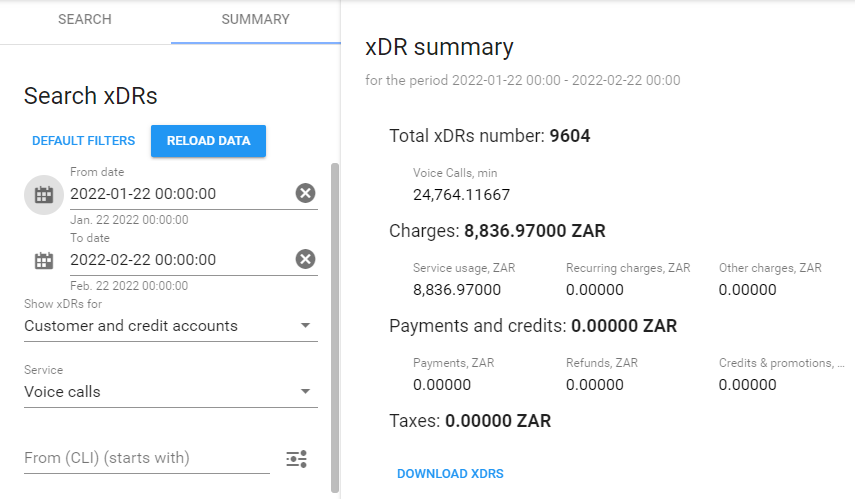 SEARCH
SUMMARY
Search xDRs
DEFAULT FILTERS
RELOAD DATA
From date
2022-01-22 00:00:00
Jan. 22 2022 00:00:00
To date
2022-02-22 00:00:00
Feb. 22 2022 00:00:00
Show xDRs for
Customer and credit accounts
Service
Voice calls
From (CLI) (starts with)
xDR summary
for the period 2022-01-22 00:00 - 2022-02-22 00:00
Total xDRs number: 9604
Voice Calls, min
24,764.11667
Charges: 8,836.97000 ZAR
Service usage, ZAR Recurring charges, ZAR Other charges, ZAR
8,836.97000 0.00000 0.00000
Payments and credits: 0.00000 ZAR
Payments, ZAR Refunds, ZAR Credits & promotions, ...
0.00000 0.00000 0.00000
Taxes: 0.00000 ZAR
DOWNLOAD XDRS